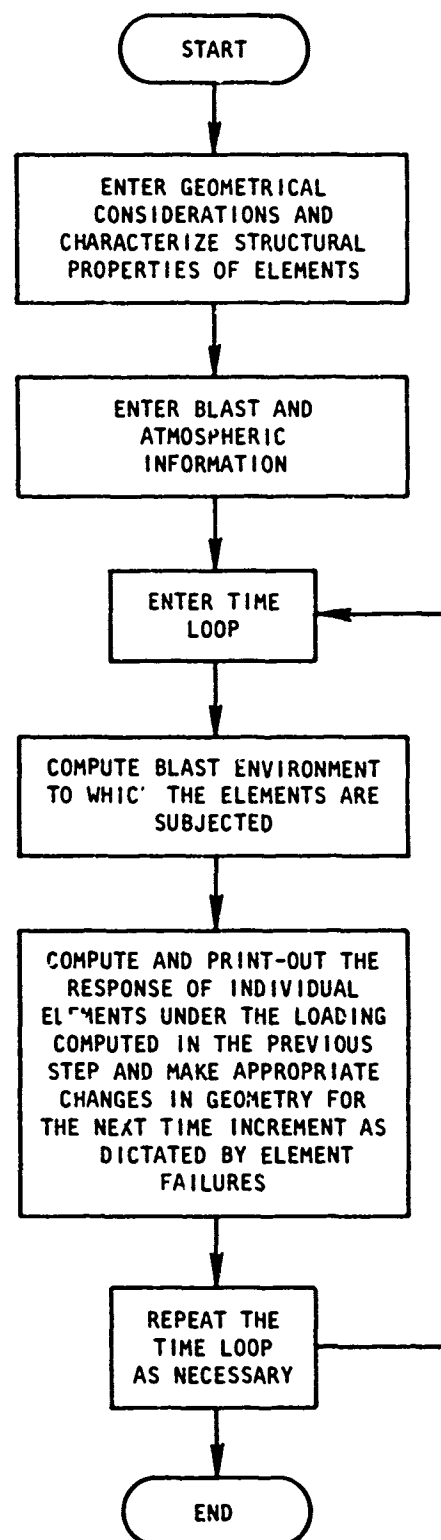 START
ENTER GEOMETRICAL
CONSIDERATIONS AND
CHARACTERIZE STRUCTURAL
PROPERTIES OF ELEMENTS
ENTER BLAST AND
ATMOSPHERIC
INFORMATION
ENTER TIME
LOOP
COMPUTE BLAST ENVIRONMENT
TO WHIC' THE ELEMENTS ARE
SUBJECTED
COMPUTE AND PRINT-OUT THE
RESPONSE OF INDIVIDUAL
ELEMENTS UNDER THE LOADING
COMPUTED IN THE PREVIOUS
STEP AND MAKE APPROPRIATE
CHANGES IN GEOMETRY FOR
THE NEXT TIME INCREMENT AS
DICTATED BY ELEMENT
FAILURES
REPEAT THE
TIME LOOP
AS NECESSARY
END